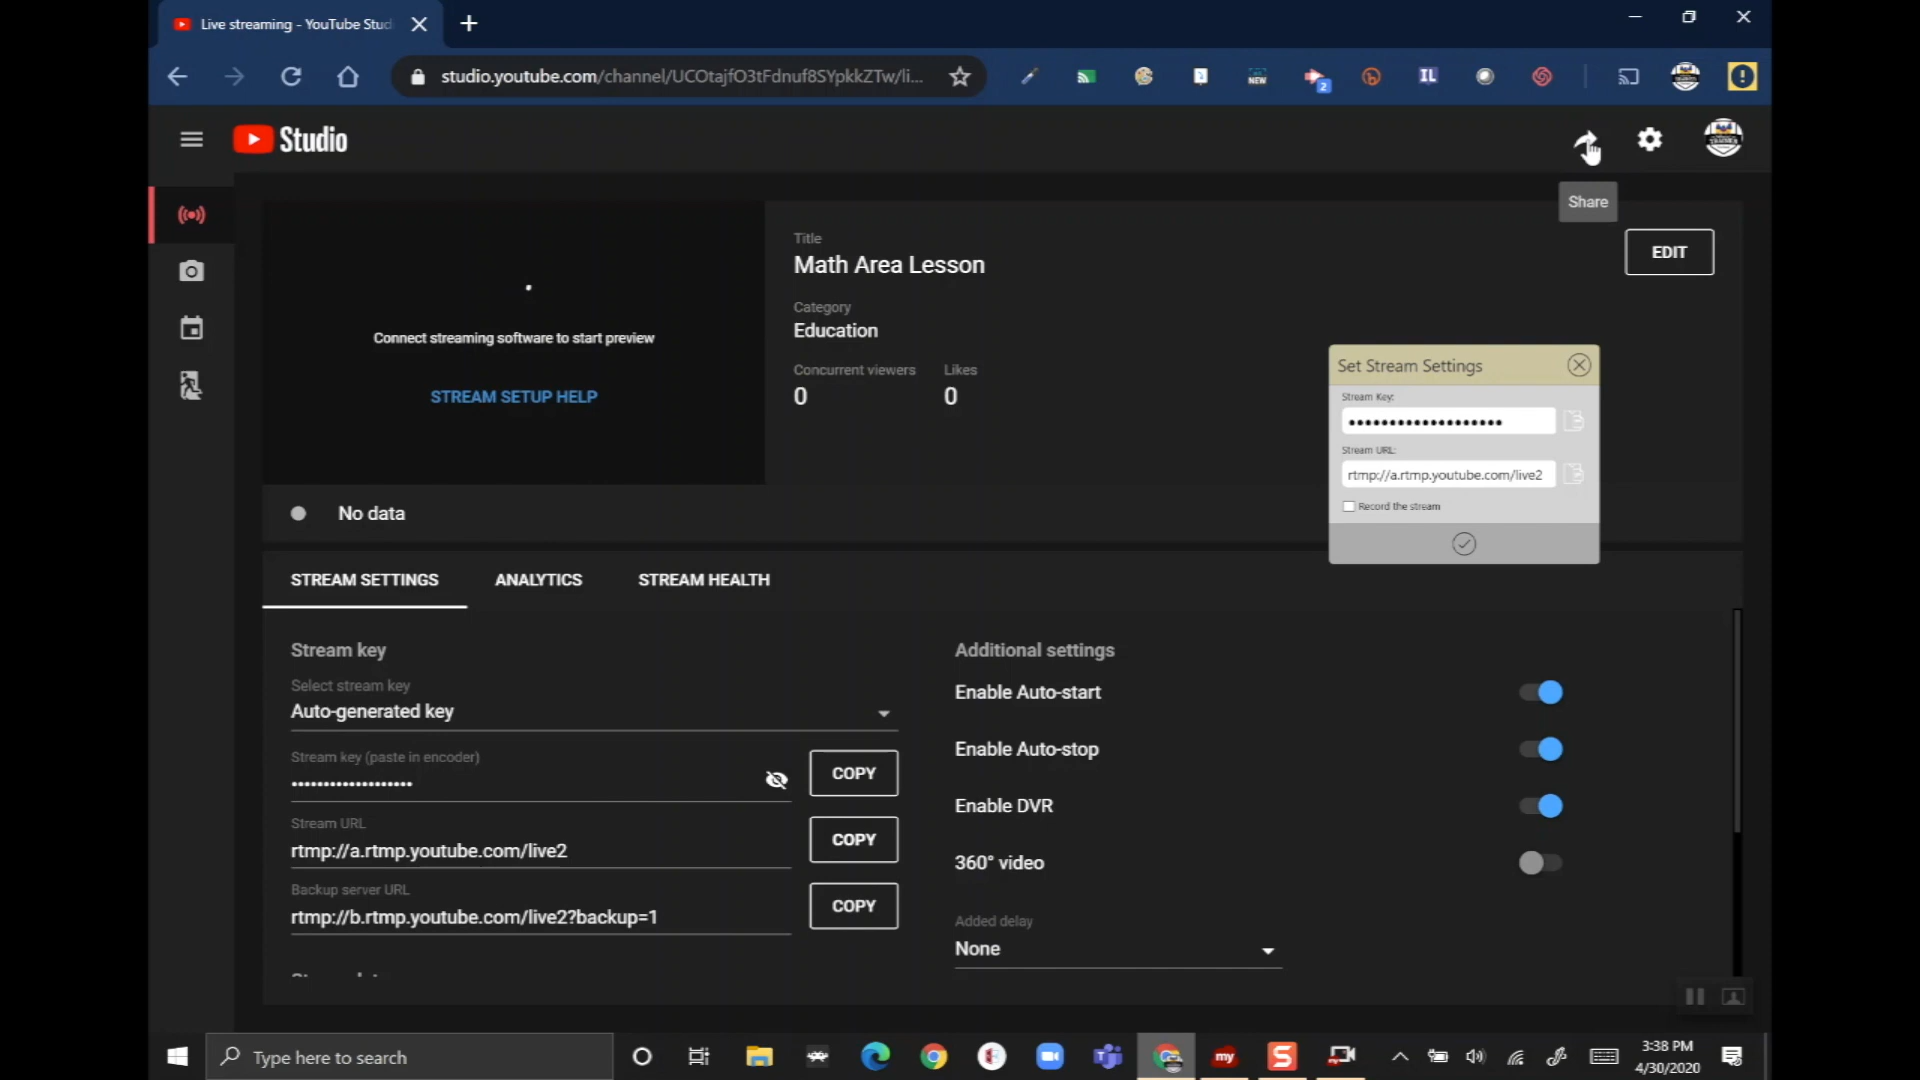 Live streaming - YouTube Stud
studio.youtube.com/channel/UCOtajfO3tFdnuf8SYpkkZTw/li...
NEW
2
IL
Studio
Share
Title
Math Area Lesson
EDIT
Category
Education
Concurrent viewers
Likes
0
0
Connect streaming software to start preview
STREAM SETUP HELP
Set Stream Settings
Stream Key:
•••••••••••••••••••
Stream URL:
rtmp://a.rtmp.youtube.com/live2
Record the stream
No data
STREAM SETTINGS
ANALYTICS
STREAM HEALTH
Stream key
Select stream key
Auto-generated key
Stream key (paste in encoder)
•••••••••••••••••••
COPY
Stream URL
rtmp://a.rtmp.youtube.com/live2
COPY
Backup server URL
rtmp://b.rtmp.youtube.com/live2?backup=1
COPY
Additional settings
Enable Auto-start
Enable Auto-stop
Enable DVR
360° video
Added delay
None
Type here to search
my
S
3:38 PM
4/30/2020